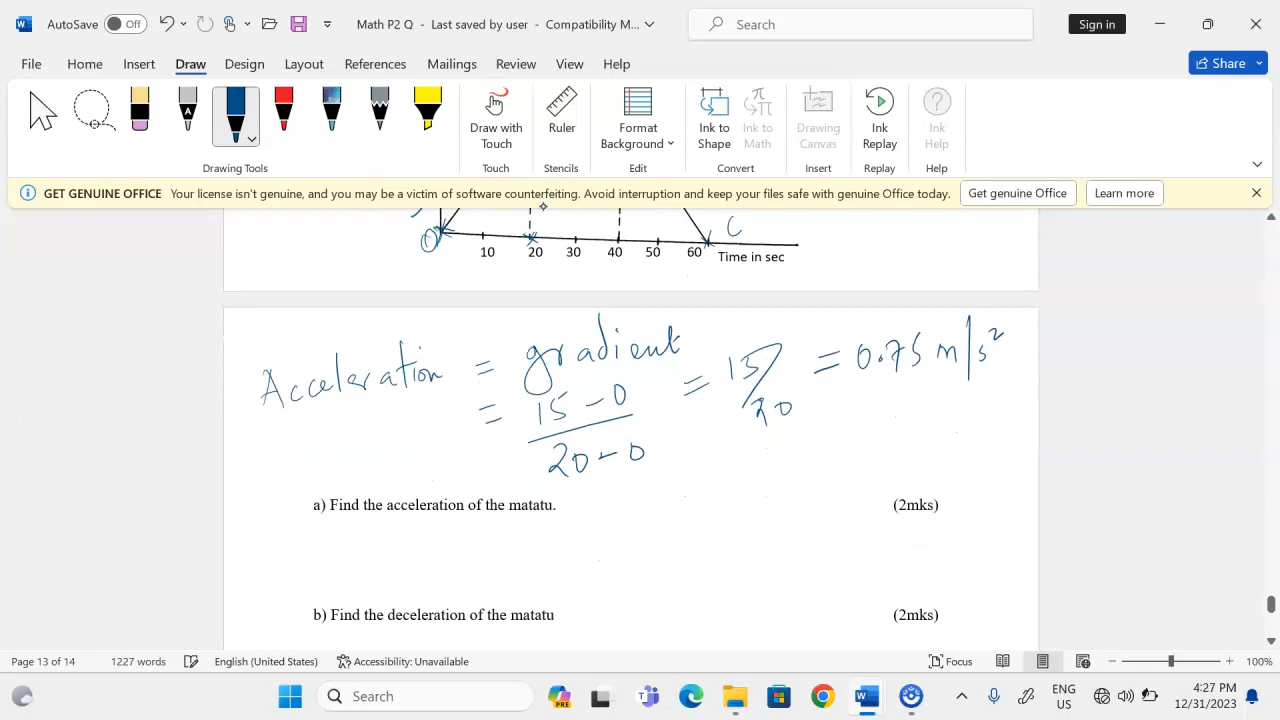 AutoSave Off Math P2 Q - Last saved by user - Compatibility M... Search Sign in
File Home Insert Draw Design Layout References Mailings Review View Help Share
Draw with Touch Ruler Format Background Ink to Shape Ink to Math Drawing Canvas Ink Replay Ink Help
Drawing Tools Touch Stencils Edit Convert Insert Replay Help
GET GENUINE OFFICE Your license isn't genuine, and you may be a victim of software counterfeiting. Avoid interruption and keep your files safe with genuine Office today. Get genuine Office Learn more
O C
10 20 30 40 50 60 Time in sec
Acceleration = gradient
= 15 - 0 / 20 - 0 = 15/20 = 0.75 m/s²
a) Find the acceleration of the matatu. (2mks)
b) Find the deceleration of the matatu (2mks)
Page 13 of 14 1227 words English (United States) Accessibility: Unavailable Focus 100%
Search PRE ENG US 4:27 PM 12/31/2023